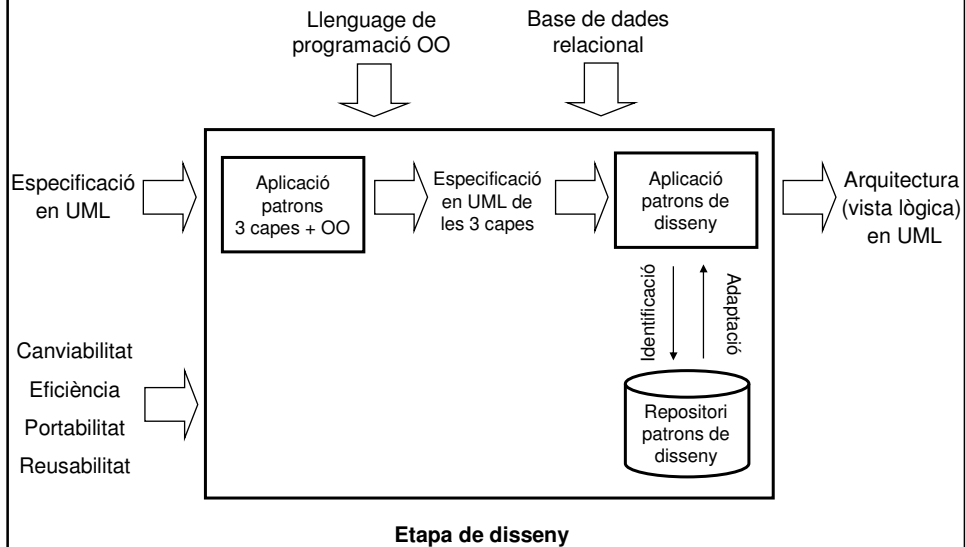 Llenguage de
programació OO
Base de dades
relacional
Especificació
en UML
Aplicació
patrons
3 capes + OO
Especificació
en UML de
les 3 capes
Aplicació
patrons de
disseny
Arquitectura
(vista lògica)
en UML
Identificació
Adaptació
Canviabilitat
Eficiència
Portabilitat
Reusabilitat
Repositori
patrons de
disseny
Etapa de disseny